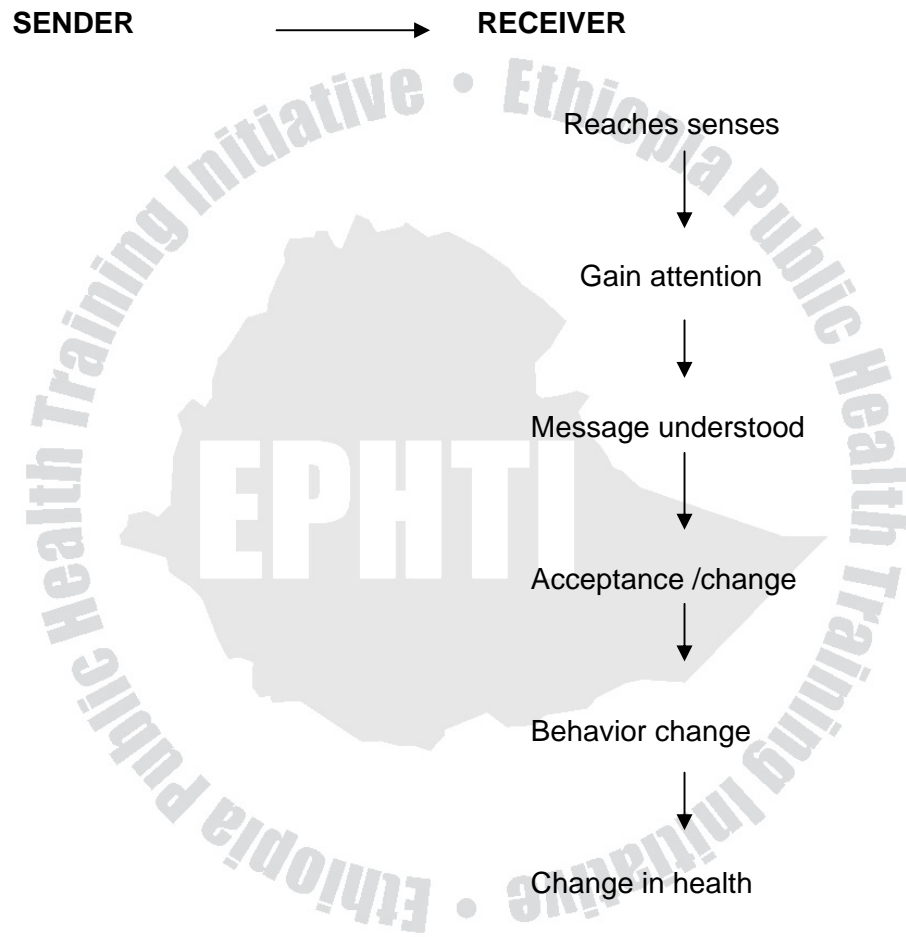 SENDER → RECEIVER
Reaches senses
Gain attention
Message understood
Acceptance /change
Behavior change
Change in health
Ethiopia Public Health Training Initiative • Ethiopia Public Health Training Initiative •
EPHTI